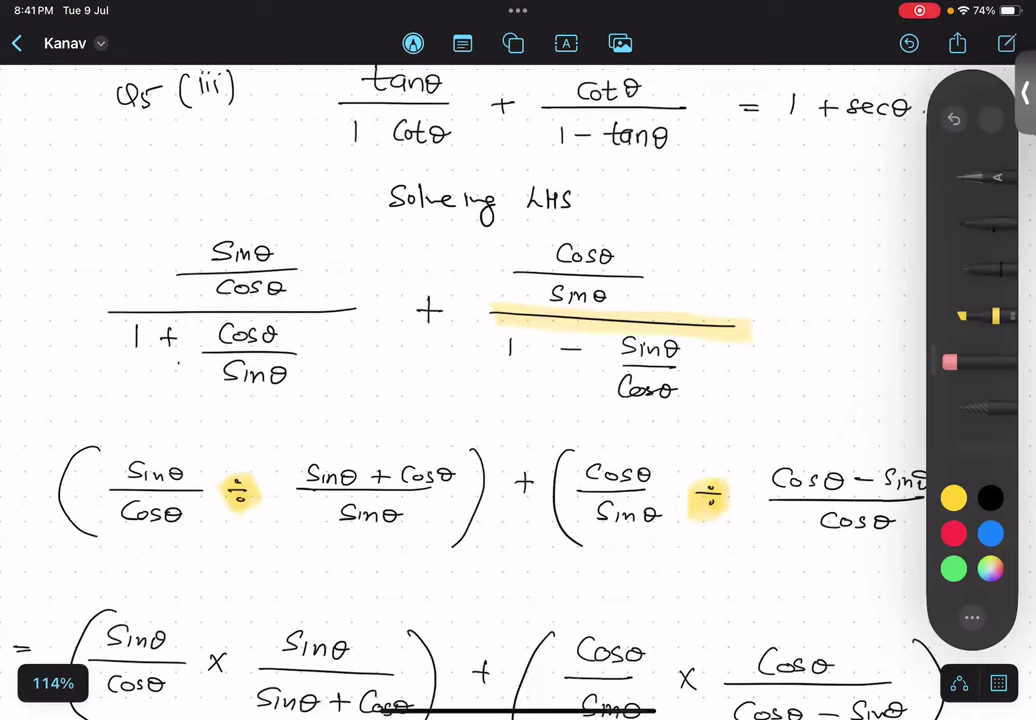 8:41 PM Tue 9 Jul
74%
Kanav
Q5 (iii) tanθ / 1 Cotθ + Cotθ / 1 - tanθ = 1 + secθ.
Solving LHS
Sinθ / Cosθ / 1 + Cosθ / Sinθ + Cosθ / Sinθ / 1 - Sinθ / Cosθ
(Sinθ / Cosθ ÷ Sinθ + Cosθ / Sinθ) + (Cosθ / Sinθ ÷ Cosθ - Sinθ / Cosθ
= (Sinθ / Cosθ × Sinθ / Sinθ + Cosθ) + (Cosθ / Sinθ × Cosθ / Cosθ - Sinθ)
114%